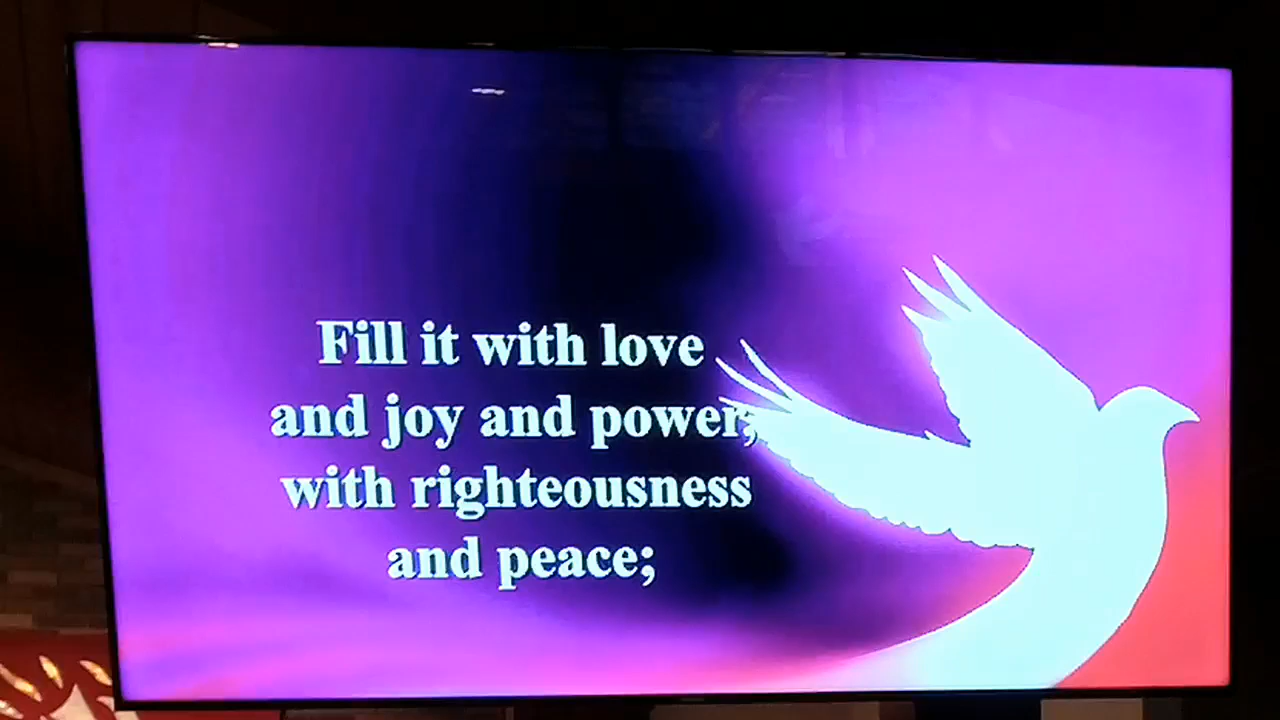 Fill it with love
and joy and power,
with righteousness
and peace;